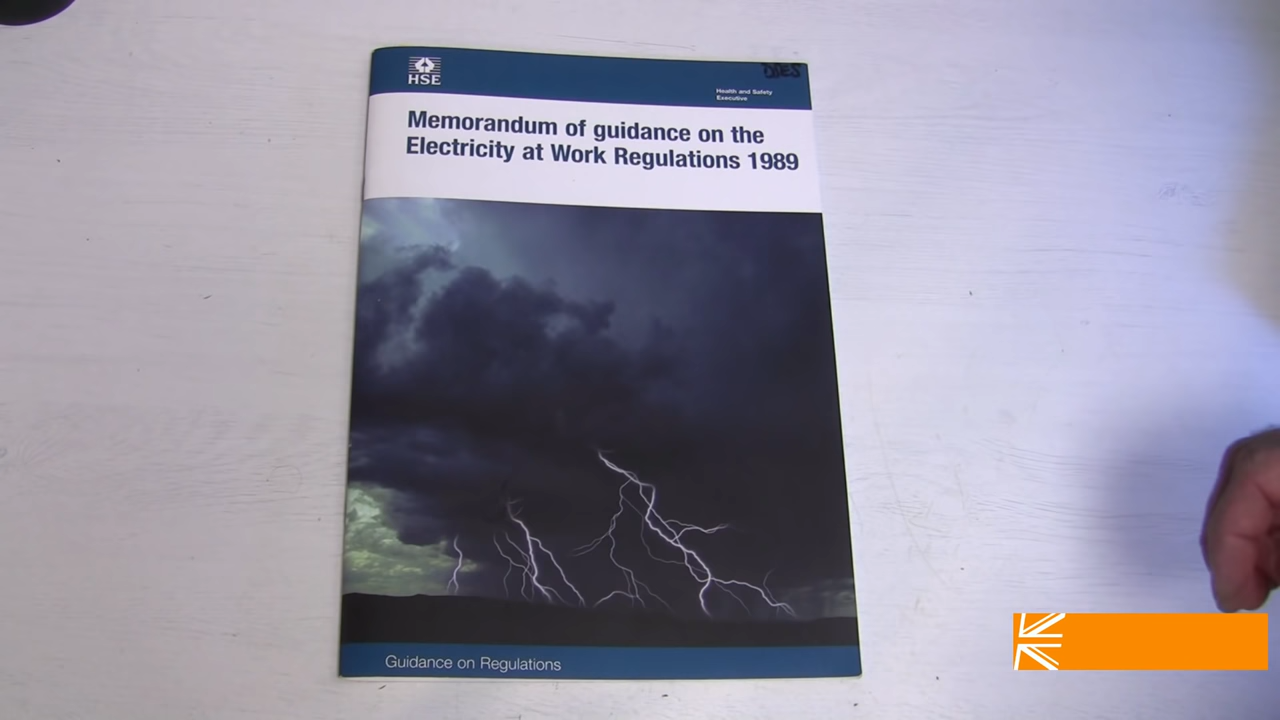 HSE
Health and Safety
Executive
Memorandum of guidance on the
Electricity at Work Regulations 1989
Guidance on Regulations